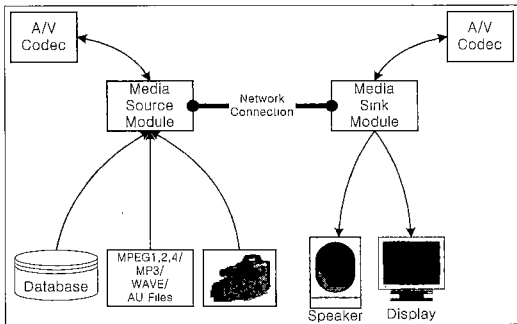 A/V
Codec
A/V
Codec
Media
Source
Module
Network
Connection
Media
Sink
Module
Database
MPEG1,2,4/
MP3/
WAVE/
AU Files
Speaker
Display